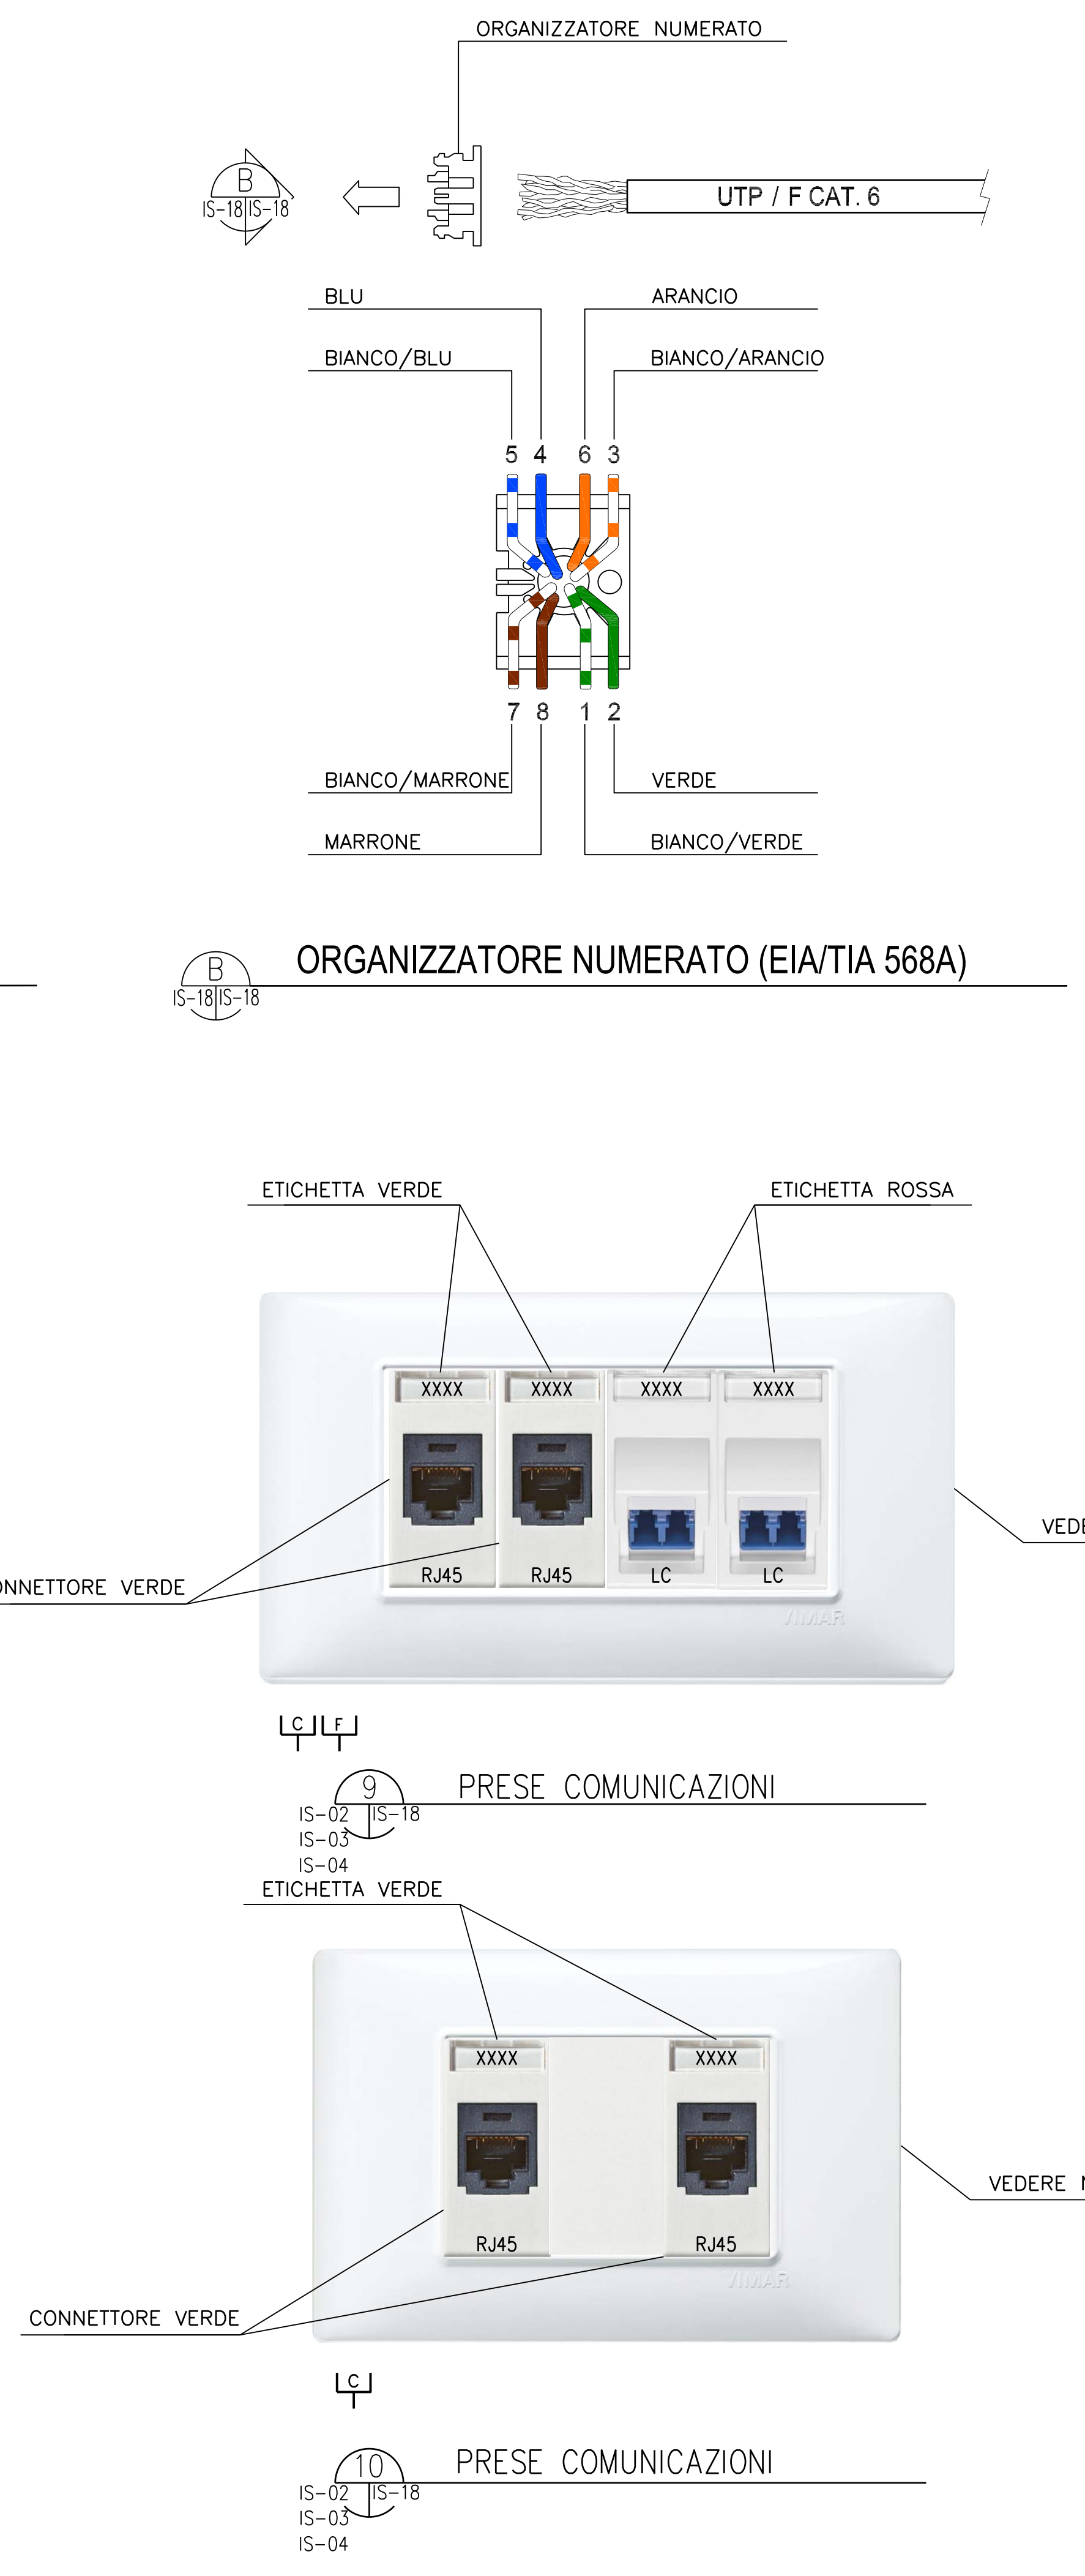 ORGANIZZATORE NUMERATO
B
IS-18 IS-18
UTP / F CAT. 6
BLU
ARANCIO
BIANCO/BLU
BIANCO/ARANCIO
5 4 6 3
7 8 1 2
BIANCO/MARRONE
VERDE
MARRONE
BIANCO/VERDE
B
IS-18 IS-18
ORGANIZZATORE NUMERATO (EIA/TIA 568A)
ETICHETTA VERDE
ETICHETTA ROSSA
XXXX XXXX XXXX XXXX
VEDE
ONNETTORE VERDE
RJ45 RJ45 LC LC
VIMAR
C F
9
PRESE COMUNICAZIONI
IS-02 IS-18
IS-03
IS-04
ETICHETTA VERDE
XXXX XXXX
VEDERE
RJ45 RJ45
VIMAR
CONNETTORE VERDE
C
10
PRESE COMUNICAZIONI
IS-02 IS-18
IS-03
IS-04